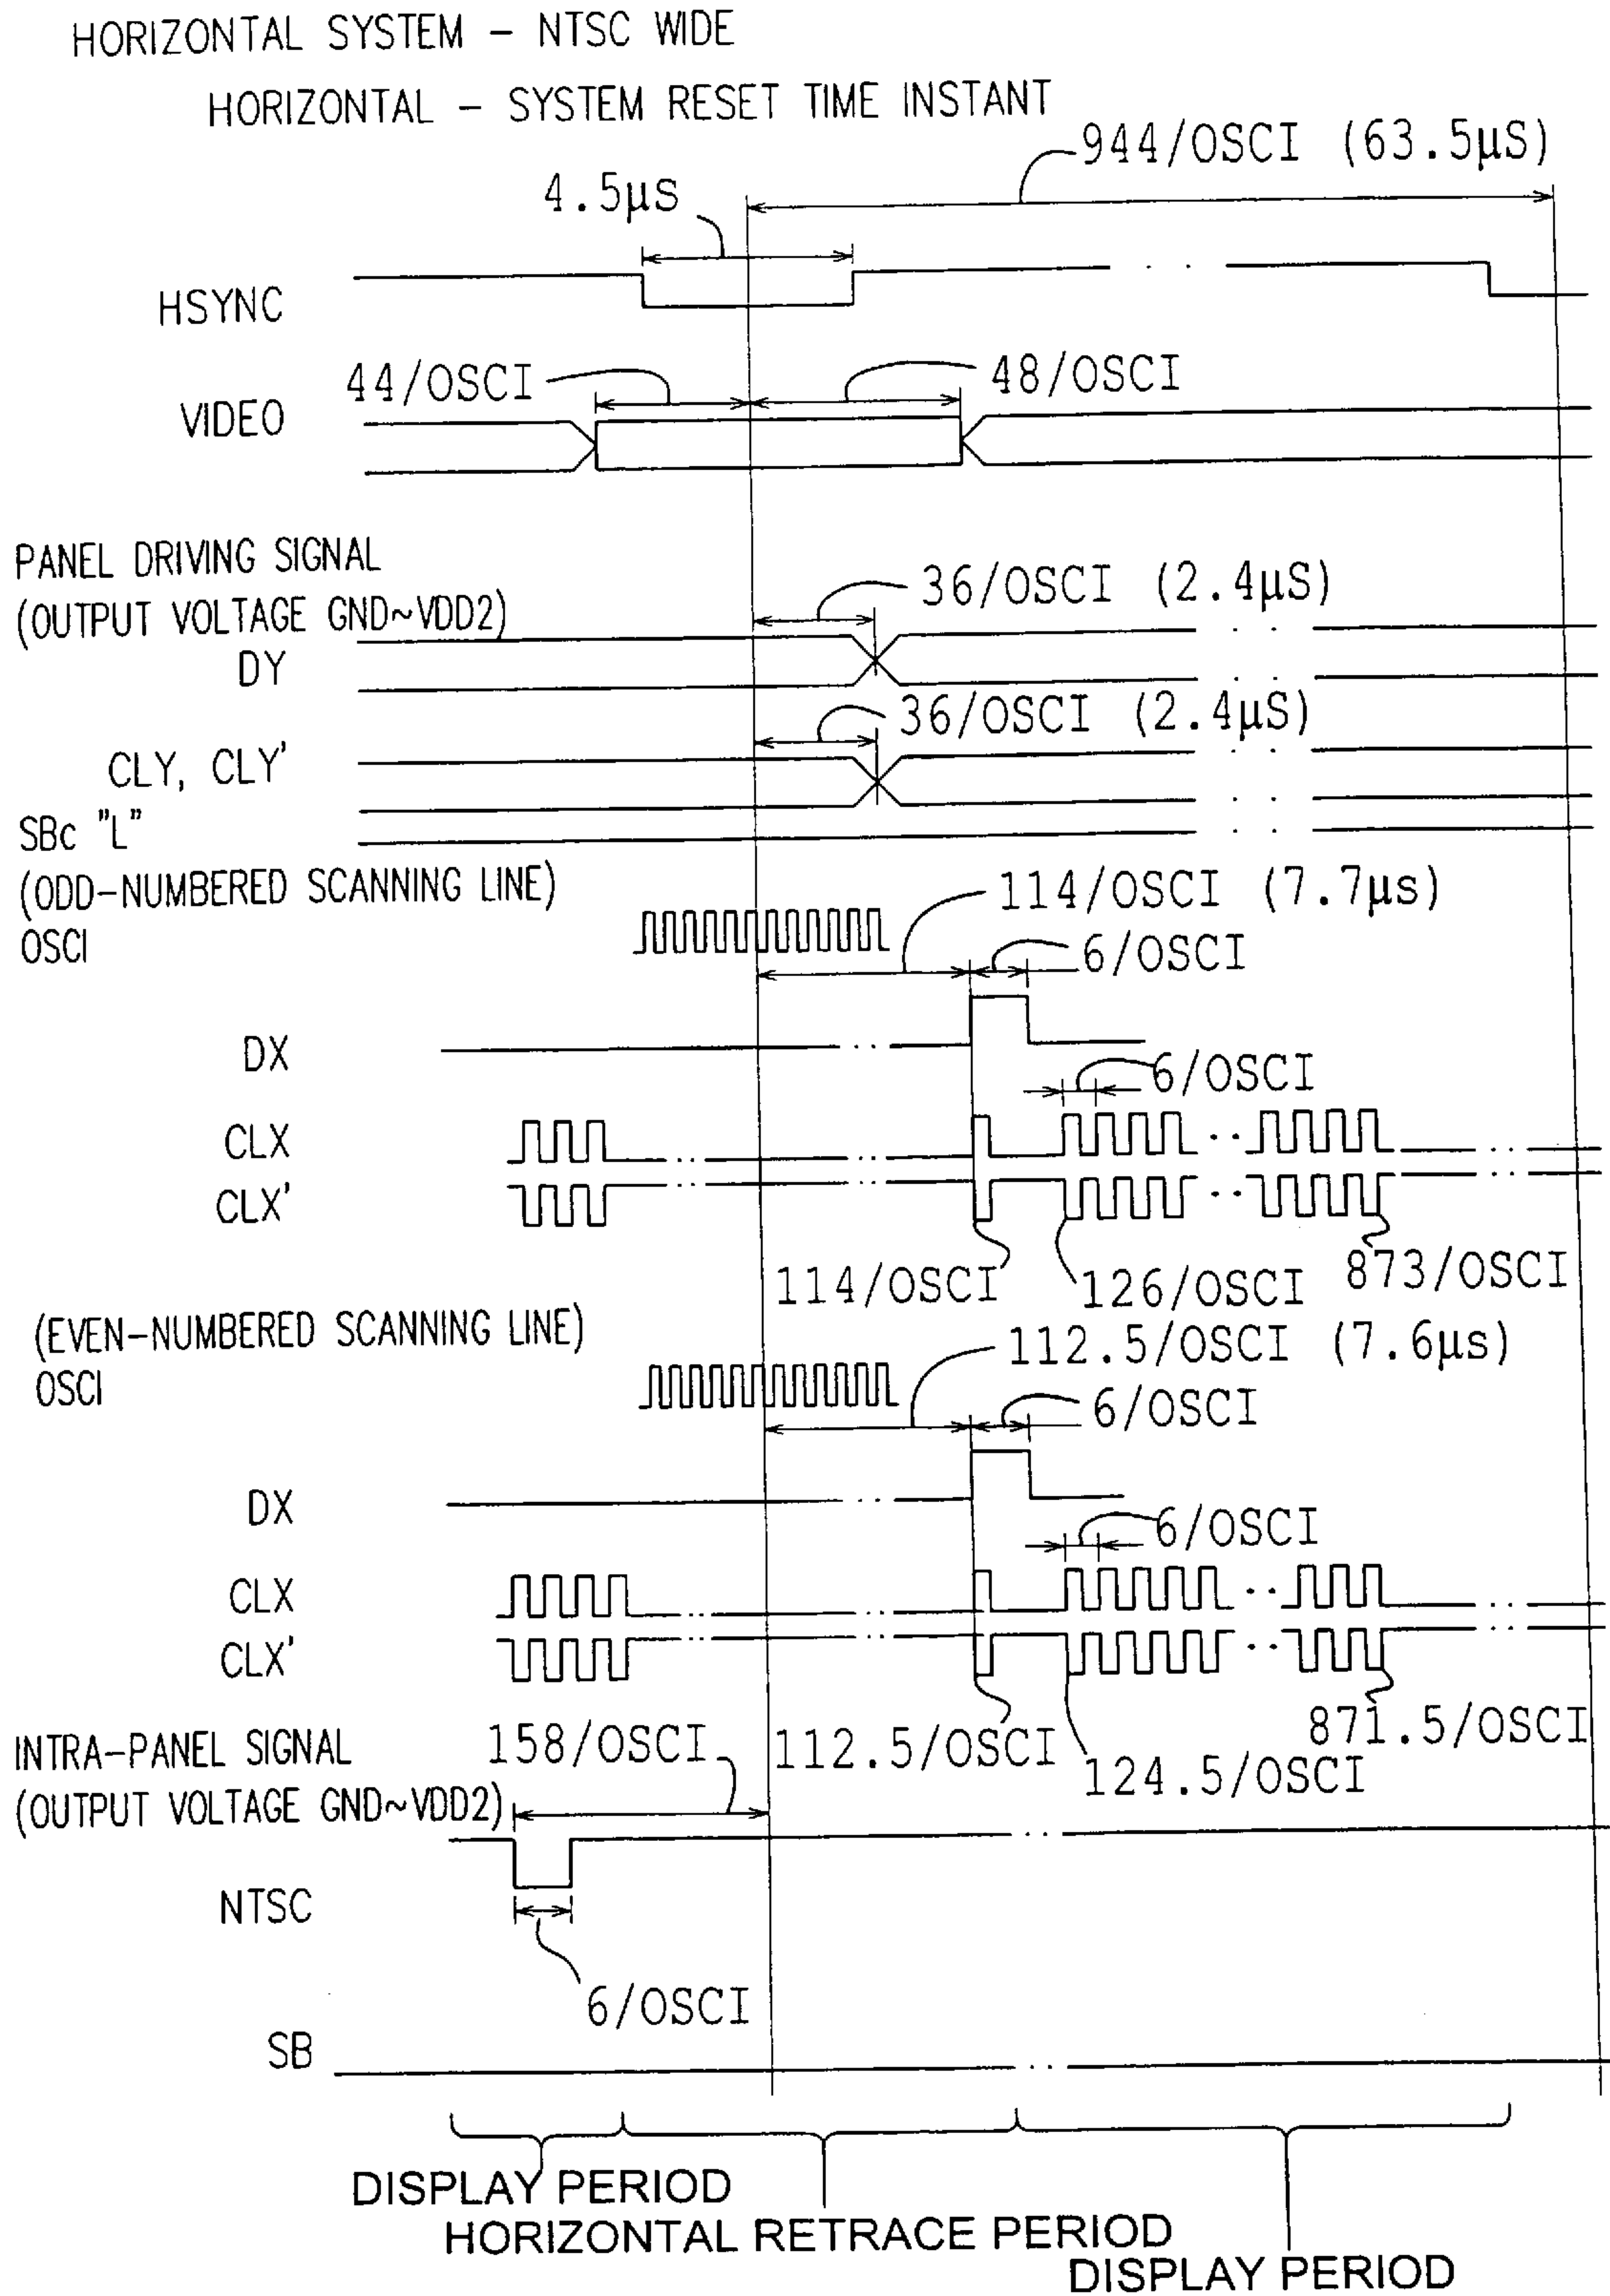 HORIZONTAL SYSTEM – NTSC WIDE
HORIZONTAL – SYSTEM RESET TIME INSTANT
944/OSCI (63.5µS)
4.5µS
HSYNC
44/OSCI
48/OSCI
VIDEO
PANEL DRIVING SIGNAL
(OUTPUT VOLTAGE GND~VDD2)
36/OSCI (2.4µS)
DY
36/OSCI (2.4µS)
CLY, CLY'
SBc "L"
(ODD-NUMBERED SCANNING LINE)
OSCI
114/OSCI (7.7µs)
6/OSCI
DX
6/OSCI
CLX
CLX'
114/OSCI
126/OSCI
873/OSCI
(EVEN-NUMBERED SCANNING LINE)
OSCI
112.5/OSCI (7.6µs)
6/OSCI
DX
6/OSCI
CLX
CLX'
112.5/OSCI
124.5/OSCI
871.5/OSCI
INTRA-PANEL SIGNAL
(OUTPUT VOLTAGE GND~VDD2)
158/OSCI
NTSC
6/OSCI
SB
DISPLAY PERIOD
HORIZONTAL RETRACE PERIOD
DISPLAY PERIOD